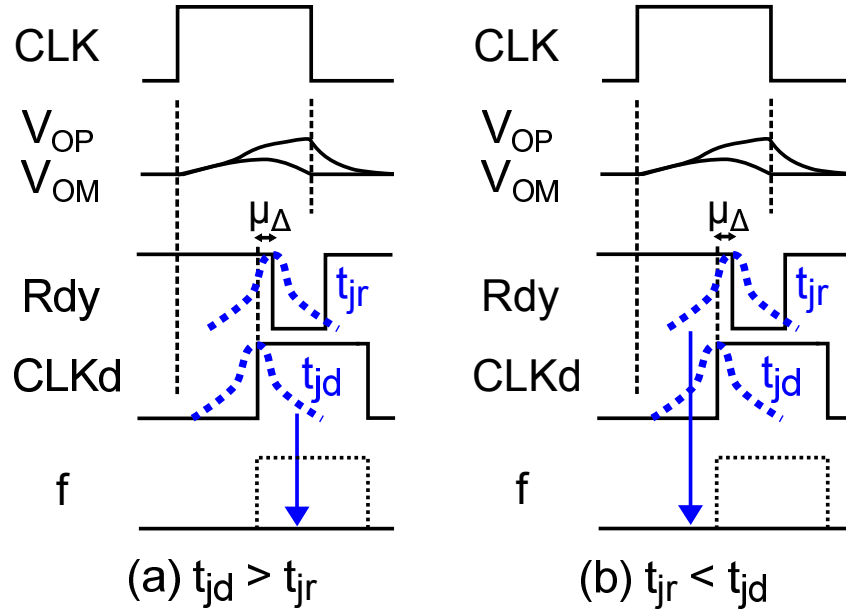 CLK
V_OP
V_OM
μ_Δ
Rdy
t_jr
CLKd
t_jd
f
(a) t_jd > t_jr
CLK
V_OP
V_OM
μ_Δ
Rdy
t_jr
CLKd
t_jd
f
(b) t_jr < t_jd